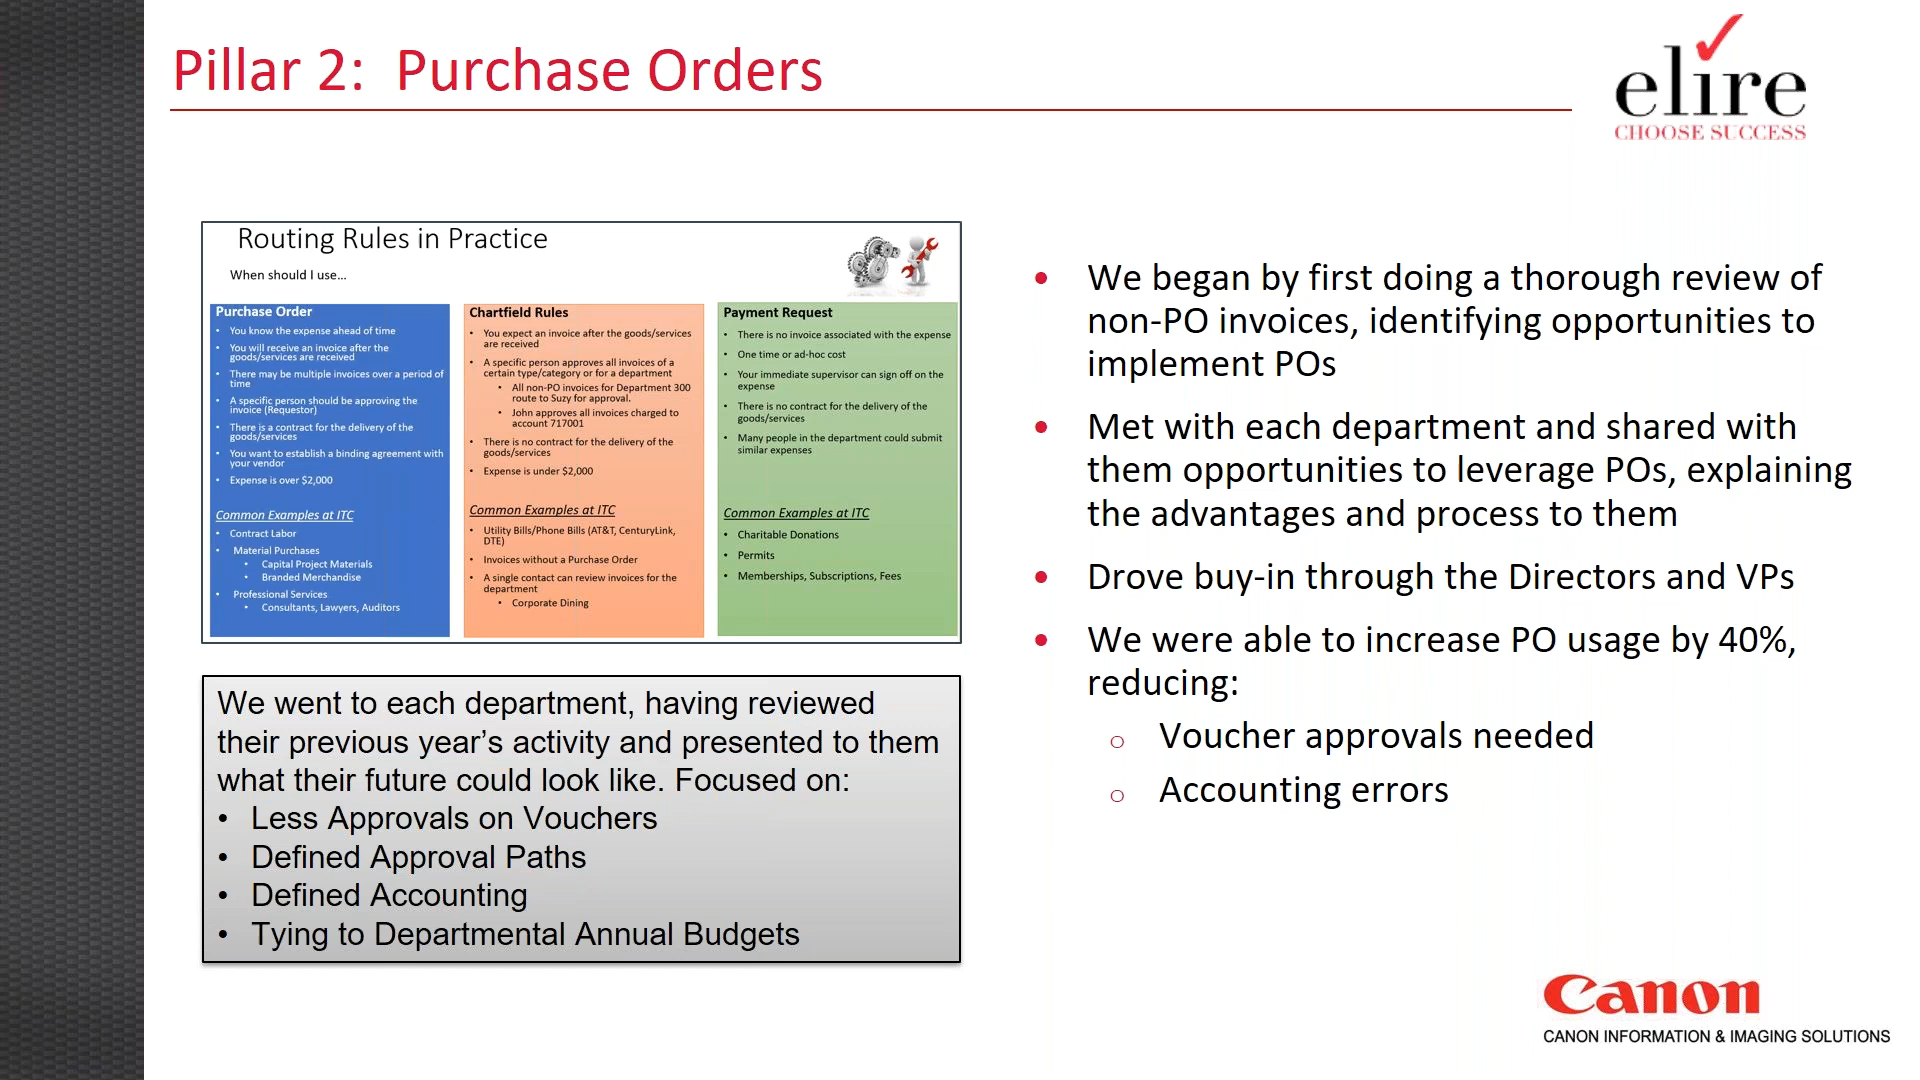 Pillar 2: Purchase Orders
elire
CHOOSE SUCCESS
Routing Rules in Practice
When should I use...
Purchase Order
• You know the expense ahead of time
• You will receive an invoice after the
goods/services are received
• There may be multiple invoices over a period of
time
• A specific person should be approving the
invoice (Requestor)
• There is a contract for the delivery of the
goods/services
• You want to establish a binding agreement with
your vendor
• Expense is over $2,000
Common Examples at ITC
• Contract Labor
• Material Purchases
• Capital Project Materials
• Branded Merchandise
• Professional Services
• Consultants, Lawyers, Auditors
Chartfield Rules
• You expect an invoice after the goods/services
are received
• A specific person approves all invoices of a
certain type/category or for a department
• All non-PO invoices for Department 300
route to Suzy for approval.
• John approves all invoices charged to
account 717001
• There is no contract for the delivery of the
goods/services
• Expense is under $2,000
Common Examples at ITC
• Utility Bills/Phone Bills (AT&T, CenturyLink,
DTE)
• Invoices without a Purchase Order
• A single contact can review invoices for the
department
• Corporate Dining
Payment Request
• There is no invoice associated with the expense
• One time or ad-hoc cost
• Your immediate supervisor can sign off on the
expense
• There is no contract for the delivery of the
goods/services
• Many people in the department could submit
similar expenses
Common Examples at ITC
• Charitable Donations
• Permits
• Memberships, Subscriptions, Fees
We went to each department, having reviewed
their previous year’s activity and presented to them
what their future could look like. Focused on:
• Less Approvals on Vouchers
• Defined Approval Paths
• Defined Accounting
• Tying to Departmental Annual Budgets
• We began by first doing a thorough review of
non-PO invoices, identifying opportunities to
implement POs
• Met with each department and shared with
them opportunities to leverage POs, explaining
the advantages and process to them
• Drove buy-in through the Directors and VPs
• We were able to increase PO usage by 40%,
reducing:
o Voucher approvals needed
o Accounting errors
Canon
CANON INFORMATION & IMAGING SOLUTIONS